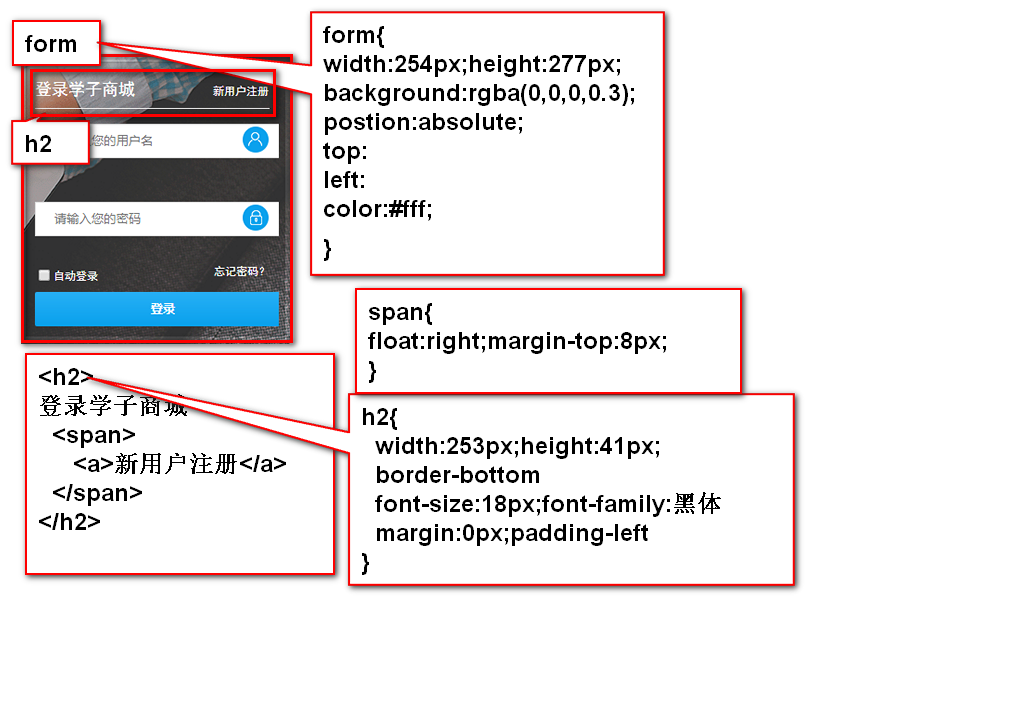 form
登录学子商城
新用户注册
h2
您的用户名
请输入您的密码
自动登录
忘记密码?
登录
form{
width:254px;height:277px;
background:rgba(0,0,0,0.3);
postion:absolute;
top:
left:
color:#fff;
}
span{
float:right;margin-top:8px;
}
<h2>
登录学子商城
<span>
<a>新用户注册</a>
</span>
</h2>
h2{
width:253px;height:41px;
border-bottom
font-size:18px;font-family:黑体
margin:0px;padding-left
}